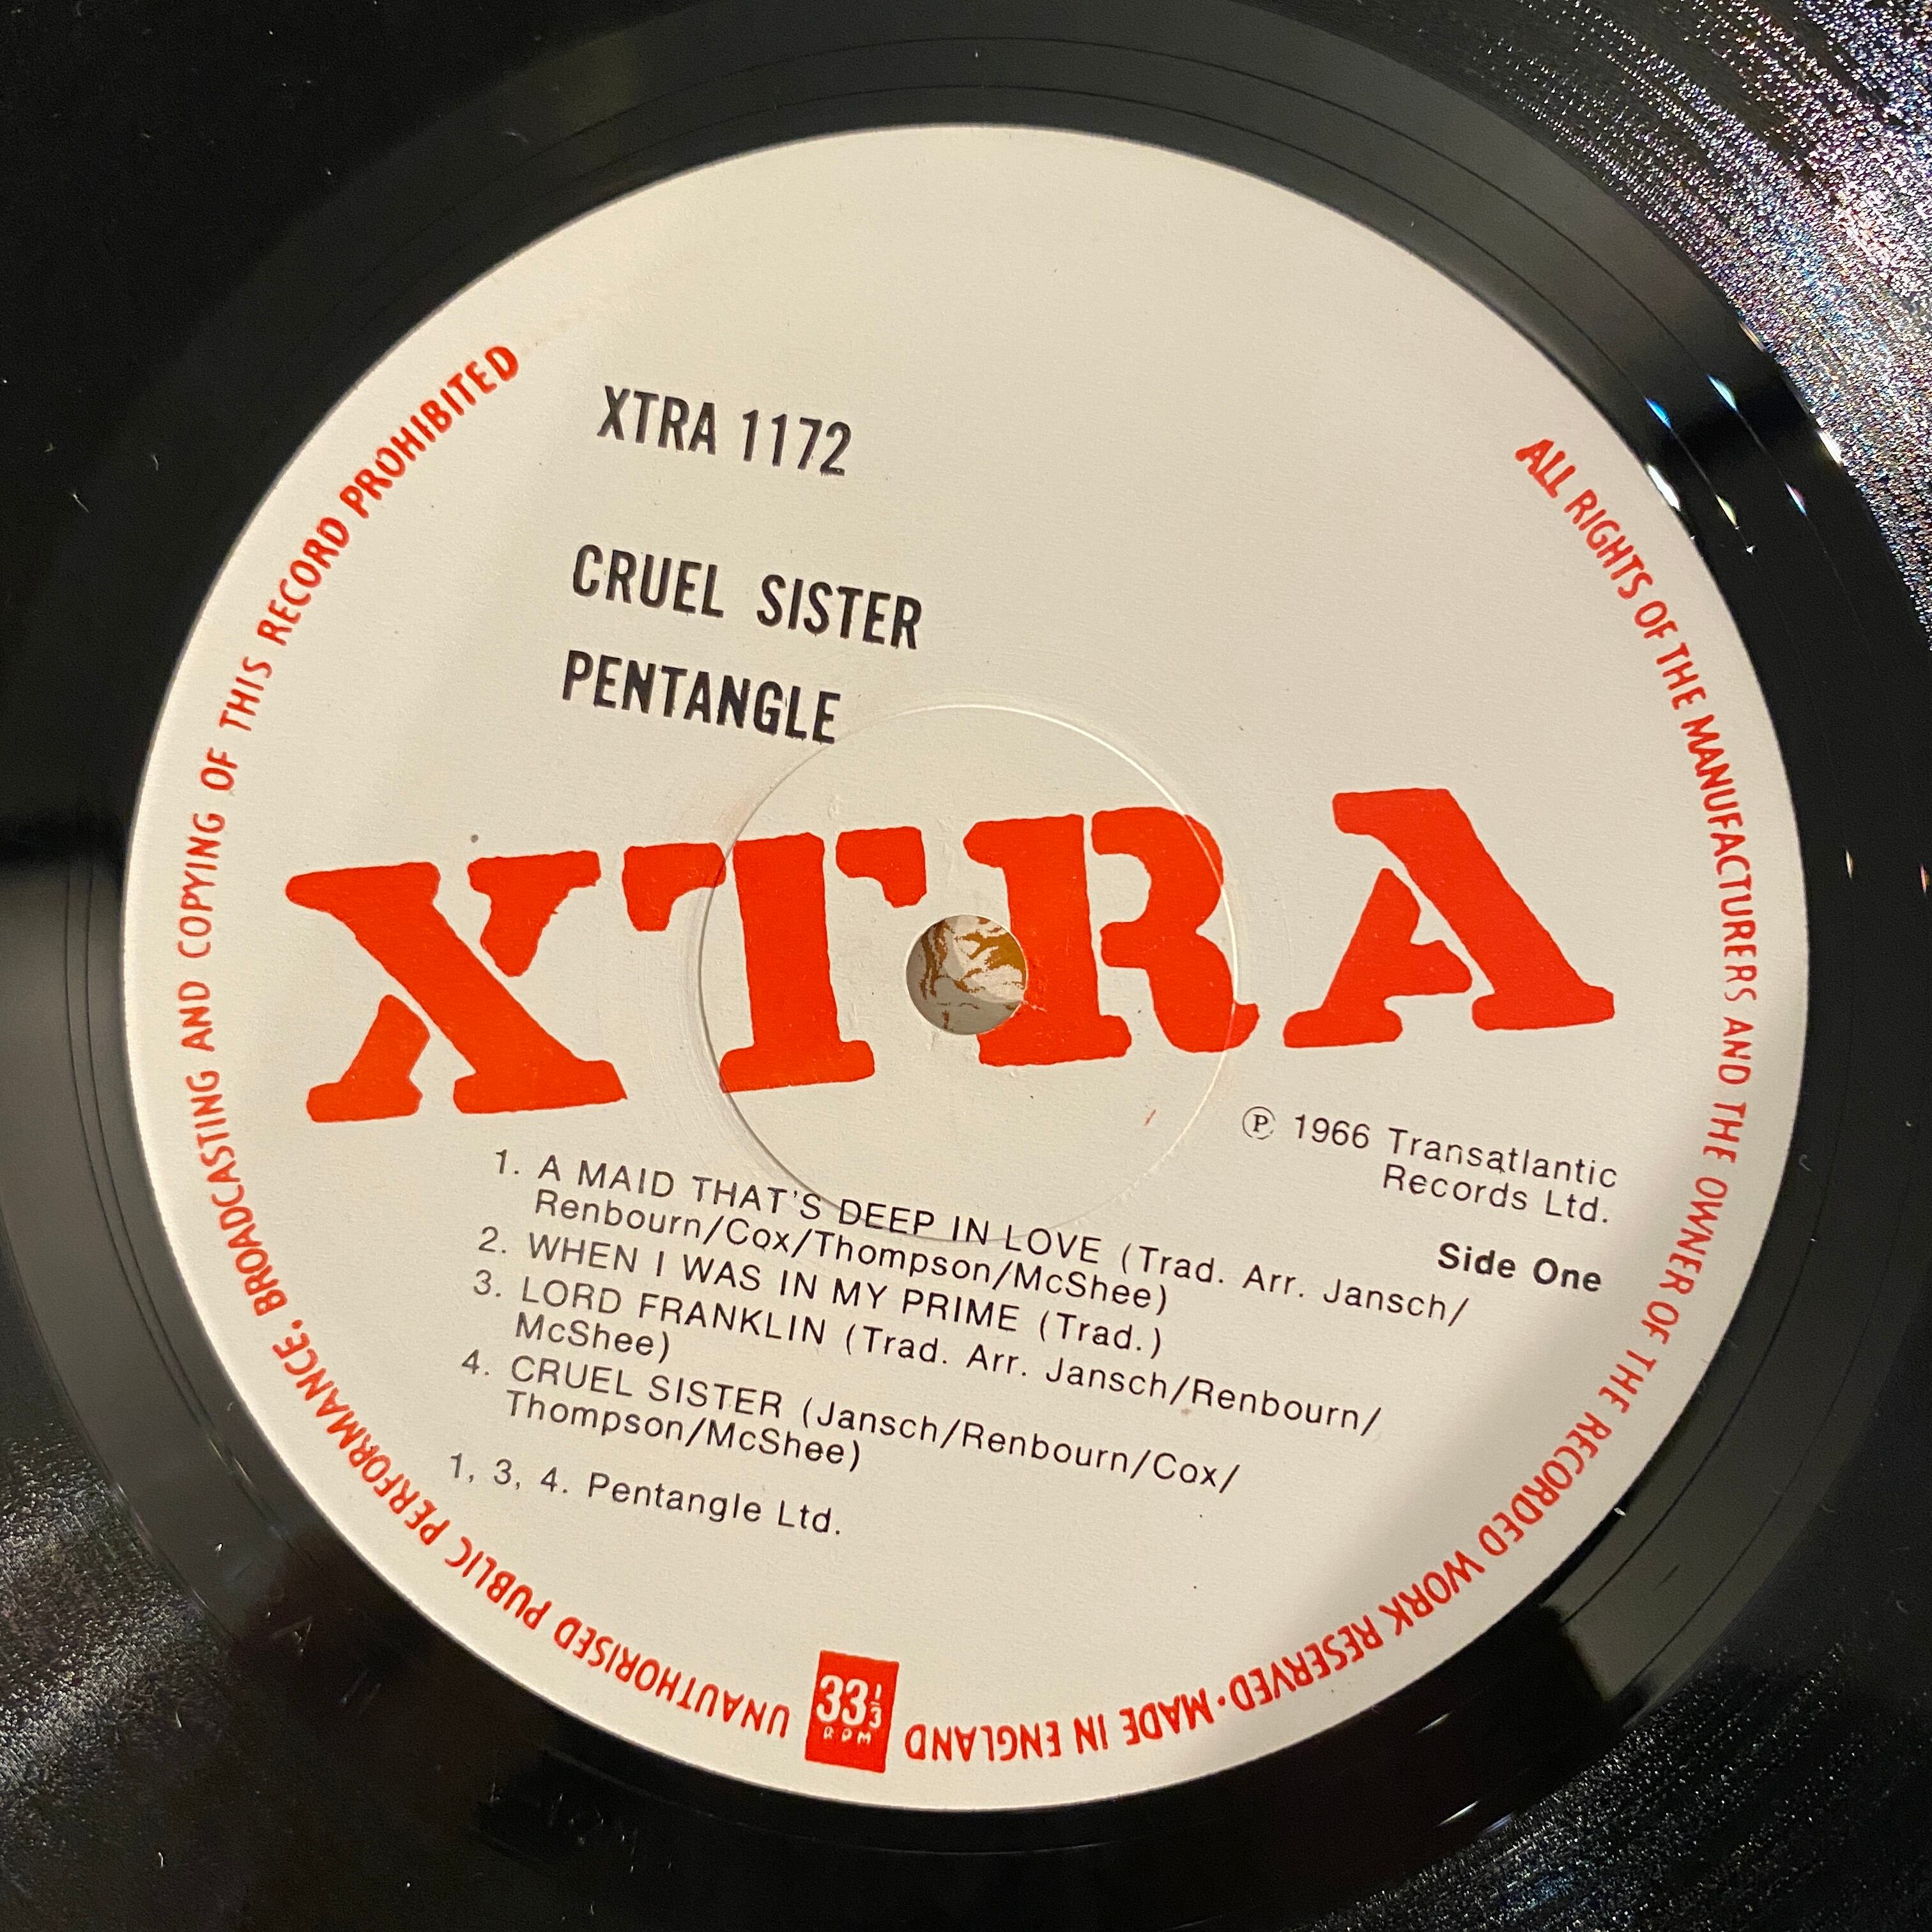 XTRA 1172
CRUEL SISTER
PENTANGLE
XTRA
Ⓟ 1966 Transatlantic
Records Ltd.
Side One
1. A MAID THAT'S DEEP IN LOVE (Trad. Arr. Jansch/
Renbourn/Cox/Thompson/McShee)
2. WHEN I WAS IN MY PRIME (Trad.)
3. LORD FRANKLIN (Trad. Arr. Jansch/Renbourn/
McShee)
4. CRUEL SISTER (Jansch/Renbourn/Cox/
Thompson/McShee)
1, 3, 4. Pentangle Ltd.
ALL RIGHTS OF THE MANUFACTURERS AND THE OWNER OF THE RECORDED WORK RESERVED · MADE IN ENGLAND
33⅓
RPM
UNAUTHORISED PUBLIC PERFORMANCE, BROADCASTING AND COPYING OF THIS RECORD PROHIBITED